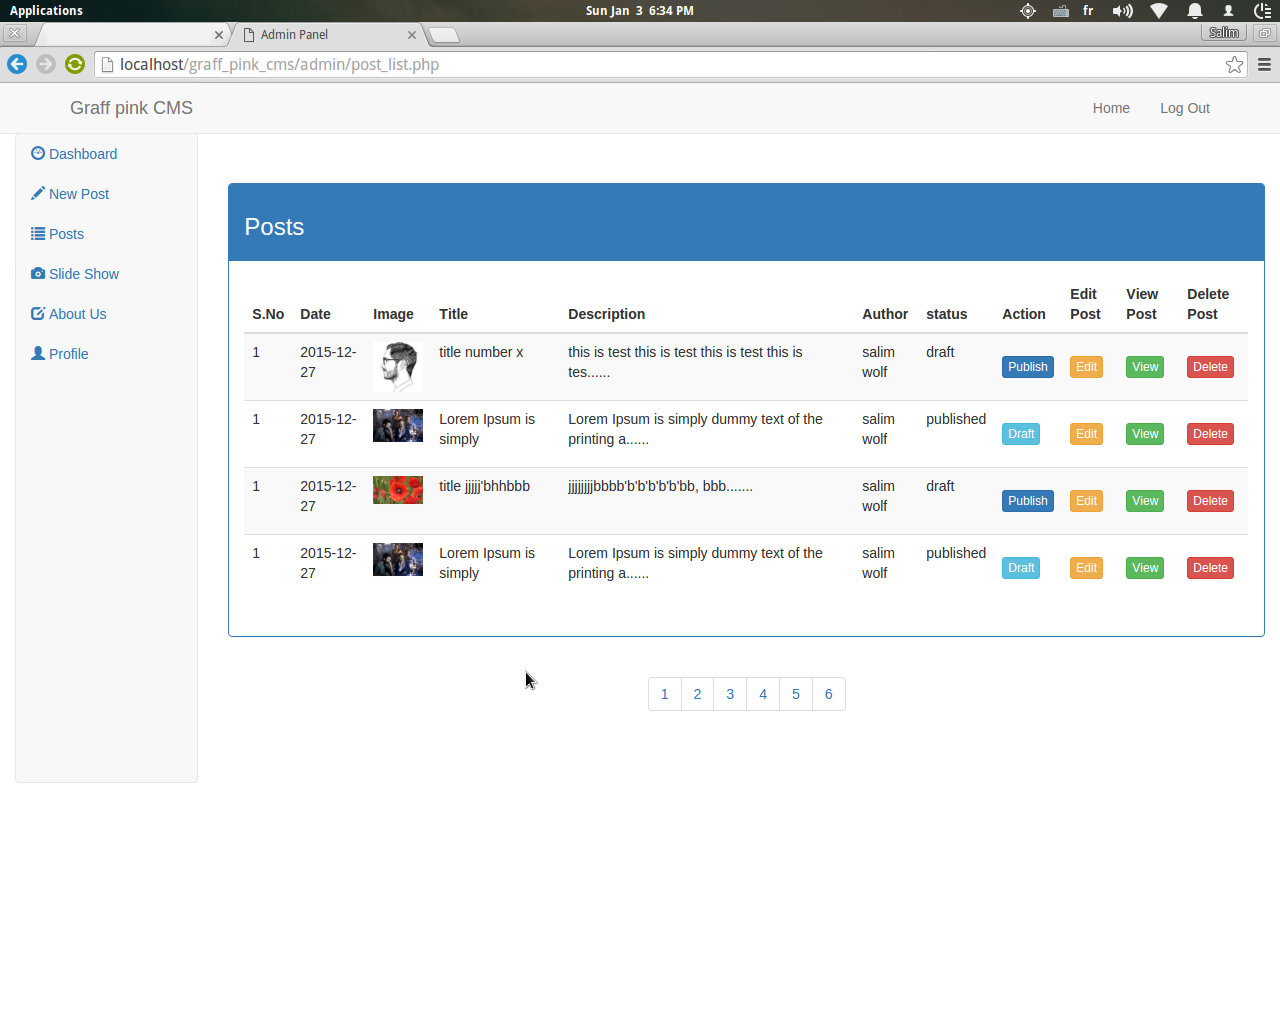 Applications
Sun Jan 3 6:34 PM
fr
Admin Panel
Salim
localhost/graff_pink_cms/admin/post_list.php
Graff pink CMS
Home
Log Out
Dashboard
New Post
Posts
Slide Show
About Us
Profile
Posts
S.No Date Image Title Description Author status Action Edit Post View Post Delete Post
1 2015-12-27 title number x this is test this is test this is test this is salim wolf draft Publish Edit View Delete
tes......
1 2015-12-27 Lorem Ipsum is simply Lorem Ipsum is simply dummy text of the salim wolf published Draft Edit View Delete
printing a......
1 2015-12-27 title jjjjj'bhhbbb jjjjjjjjbbbb'b'b'b'b'b'bb, bbb....... salim wolf draft Publish Edit View Delete
1 2015-12-27 Lorem Ipsum is simply Lorem Ipsum is simply dummy text of the salim wolf published Draft Edit View Delete
printing a......
1 2 3 4 5 6